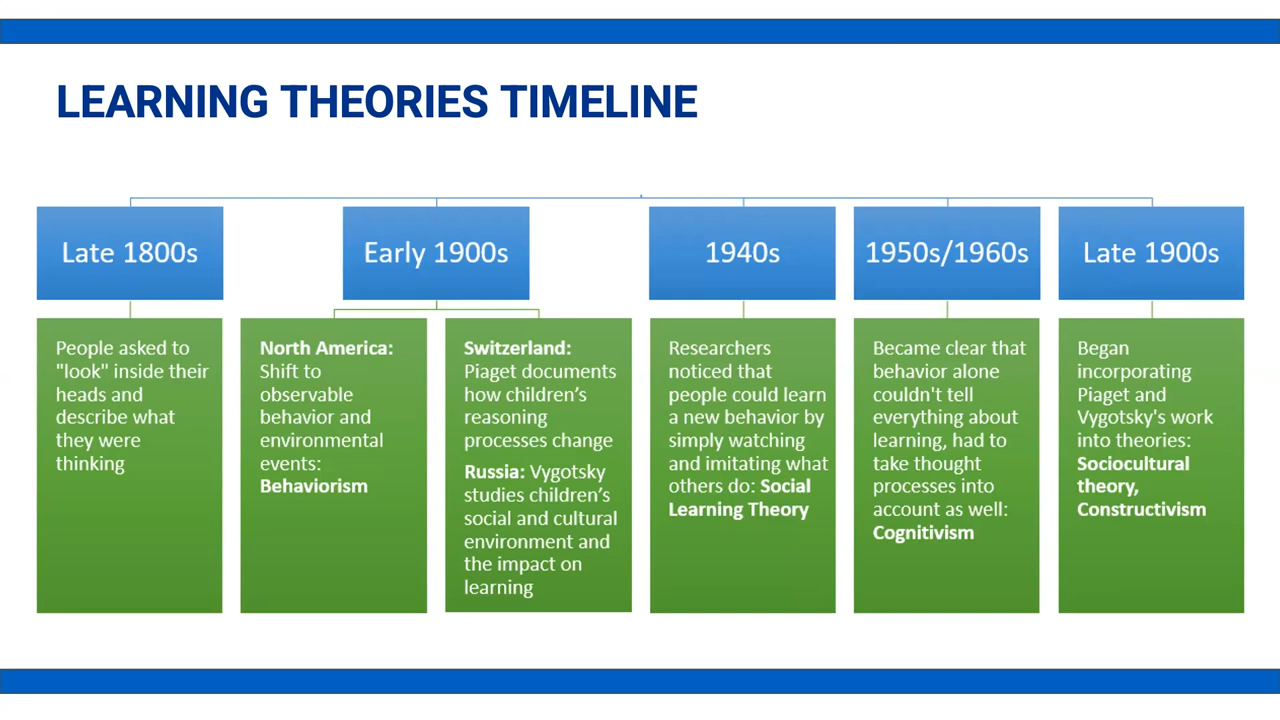 LEARNING THEORIES TIMELINE
Late 1800s
People asked to
"look" inside their
heads and
describe what
they were
thinking
Early 1900s
North America:
Shift to
observable
behavior and
environmental
events:
Behaviorism
Switzerland:
Piaget documents
how children’s
reasoning
processes change
Russia: Vygotsky
studies children’s
social and cultural
environment and
the impact on
learning
1940s
Researchers
noticed that
people could learn
a new behavior by
simply watching
and imitating what
others do: Social
Learning Theory
1950s/1960s
Became clear that
behavior alone
couldn't tell
everything about
learning, had to
take thought
processes into
account as well:
Cognitivism
Late 1900s
Began
incorporating
Piaget and
Vygotsky's work
into theories:
Sociocultural
theory,
Constructivism